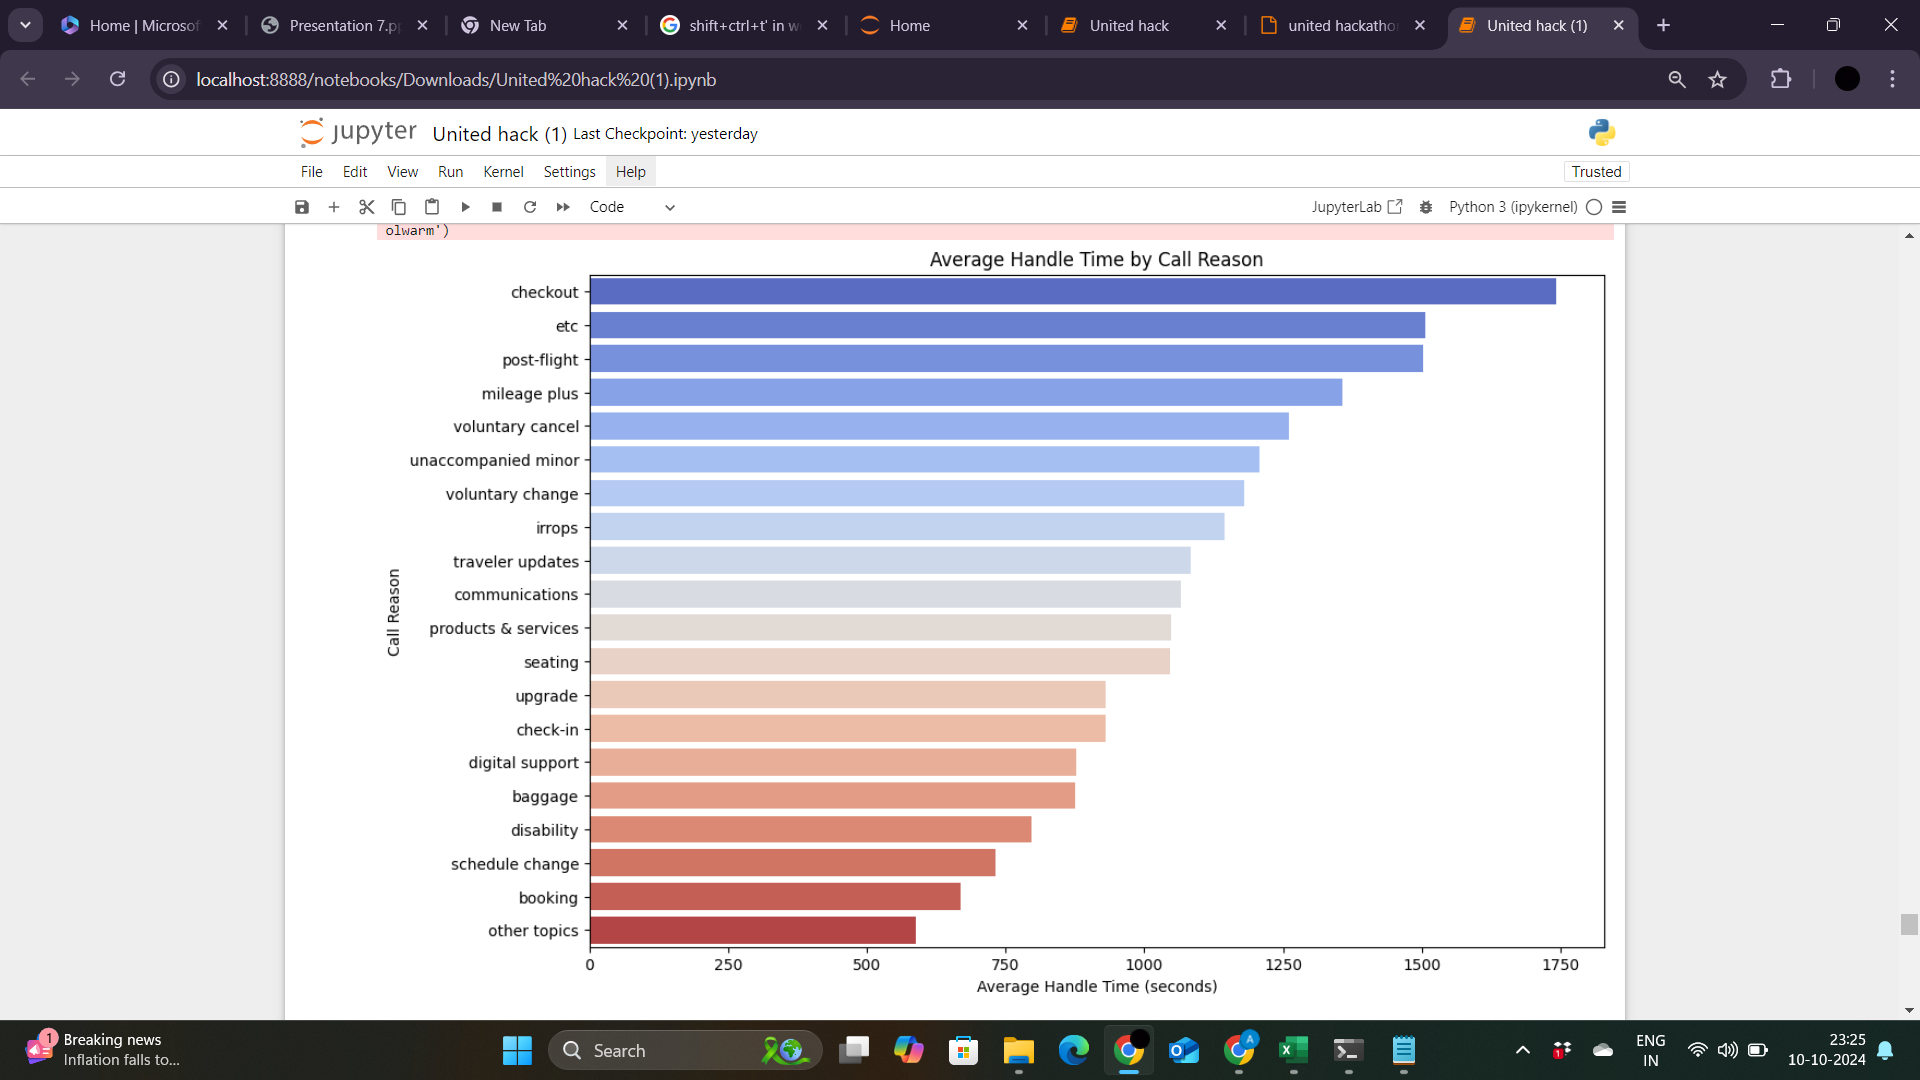 Home | Microsof
Presentation 7.p
New Tab
shift+ctrl+t' in w
Home
United hack
united hackatho
United hack (1)
localhost:8888/notebooks/Downloads/United%20hack%20(1).ipynb
jupyter United hack (1) Last Checkpoint: yesterday
File Edit View Run Kernel Settings Help Trusted
Code JupyterLab Python 3 (ipykernel)
olwarm')
Average Handle Time by Call Reason
Call Reason
checkout
etc
post-flight
mileage plus
voluntary cancel
unaccompanied minor
voluntary change
irrops
traveler updates
communications
products & services
seating
upgrade
check-in
digital support
baggage
disability
schedule change
booking
other topics
0 250 500 750 1000 1250 1500 1750
Average Handle Time (seconds)
1
Breaking news
Inflation falls to...
Search
A
1
ENG
IN
23:25
10-10-2024